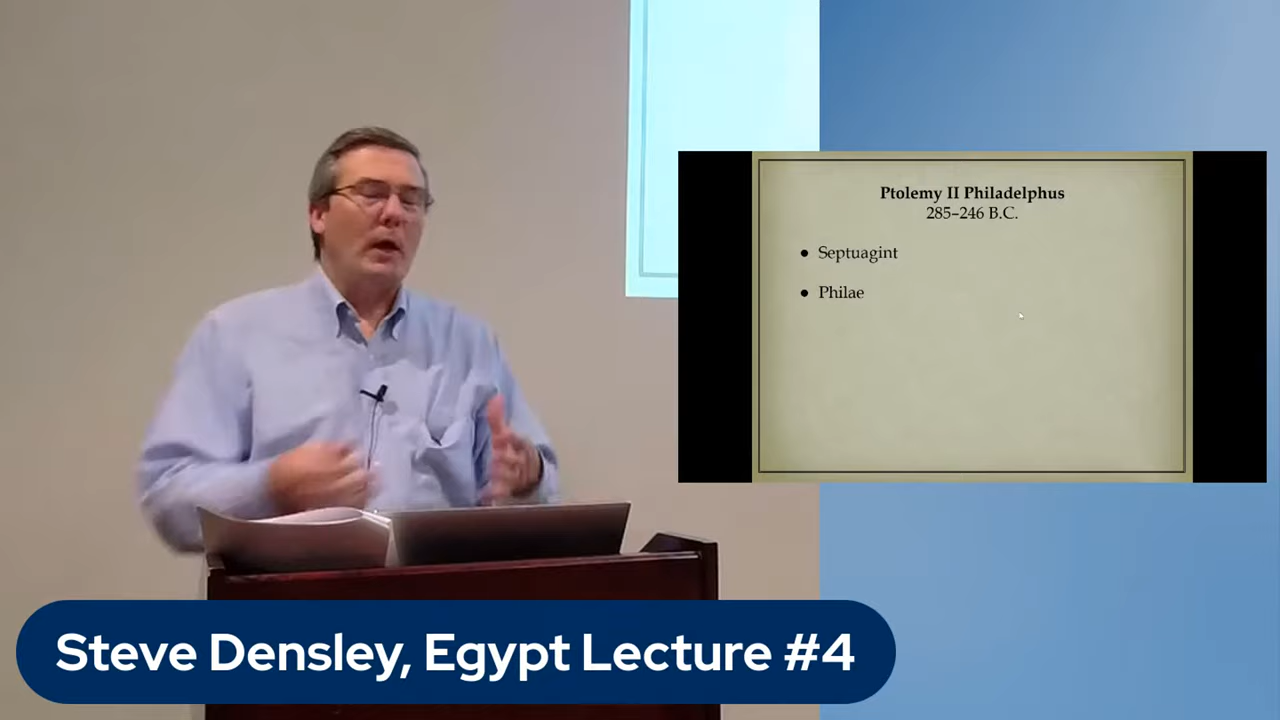 Ptolemy II Philadelphus
285–246 B.C.
● Septuagint
● Philae
Steve Densley, Egypt Lecture #4